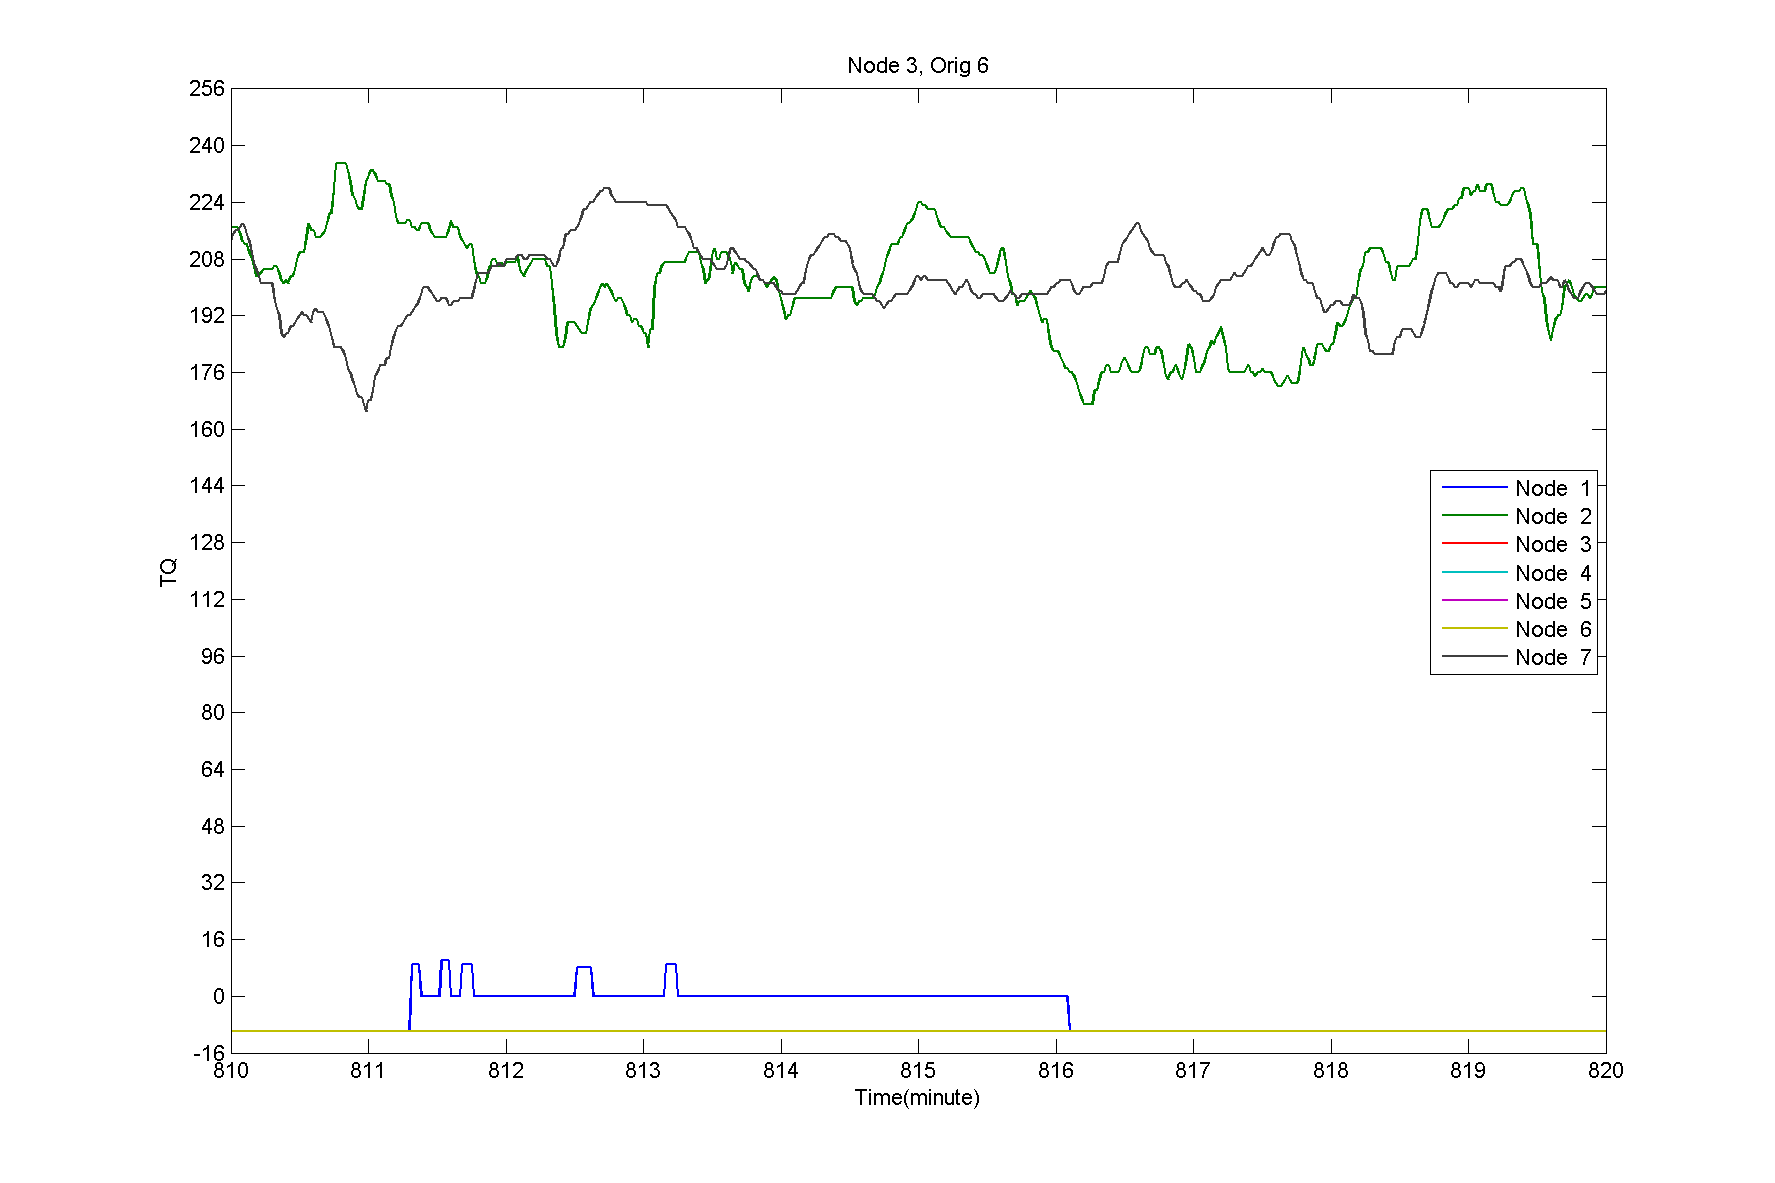 Node 3, Orig 6
256
240
224
208
192
176
160
144
128
112
96
80
64
48
32
16
0
-16
TQ
Node 1
Node 2
Node 3
Node 4
Node 5
Node 6
Node 7
810 811 812 813 814 815 816 817 818 819 820
Time(minute)